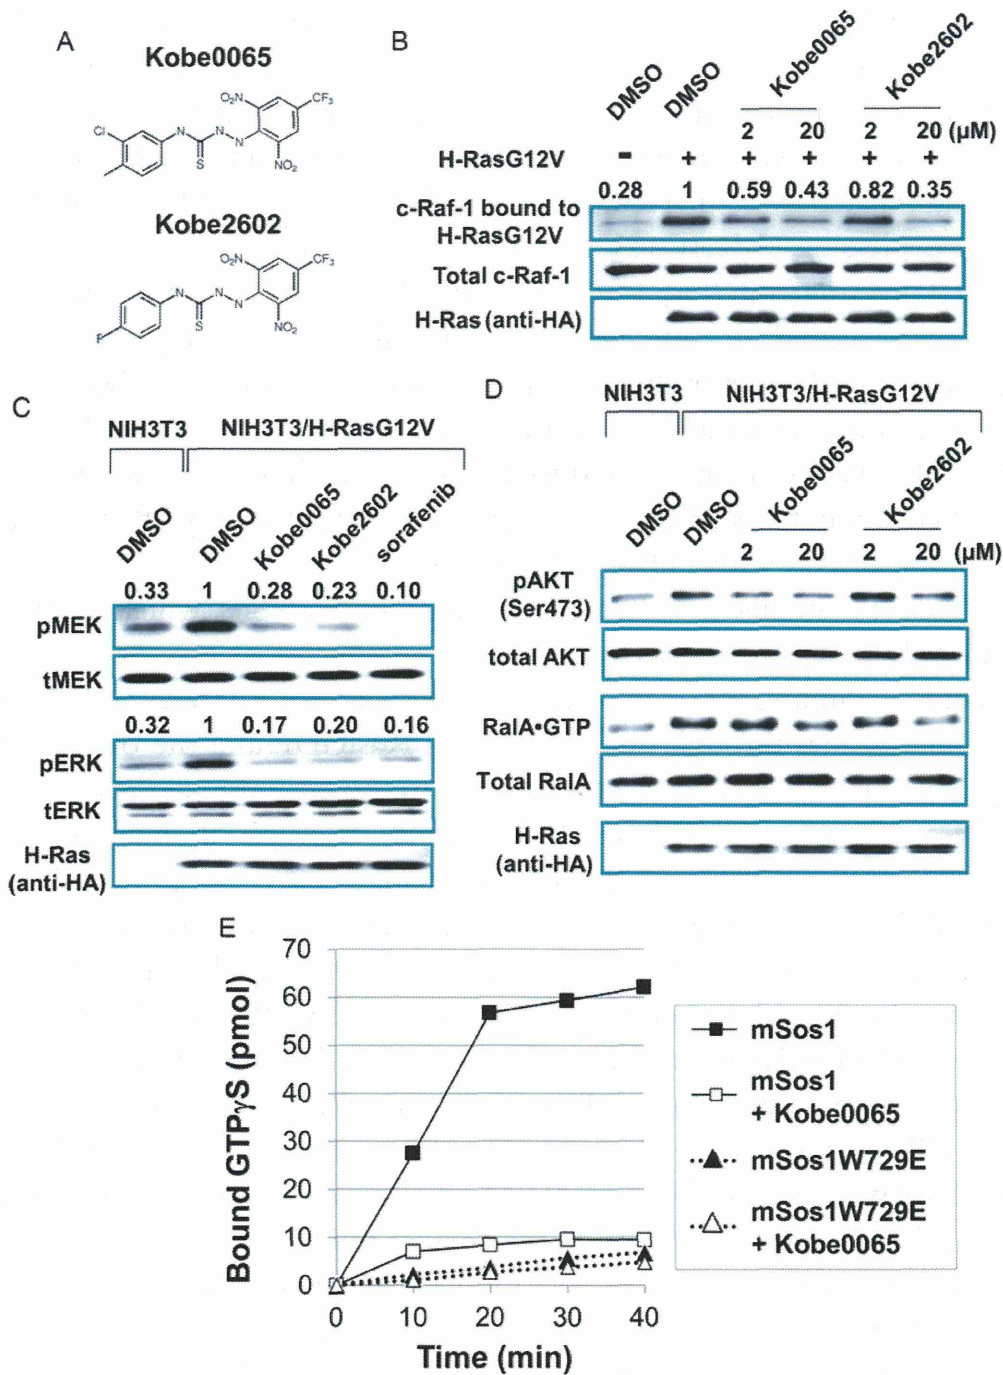 A
Kobe0065
O₂N
CF₃
Cl
N
N
N
S
NO₂
Kobe2602
O₂N
CF₃
N
N
N
S
NO₂
F
B
DMSO
DMSO
Kobe0065
Kobe2602
2 20 2 20 (μM)
H-RasG12V - + + + + +
0.28 1 0.59 0.43 0.82 0.35
c-Raf-1 bound to
H-RasG12V
Total c-Raf-1
H-Ras (anti-HA)
C
NIH3T3 NIH3T3/H-RasG12V
DMSO
DMSO
Kobe0065
Kobe2602
sorafenib
0.33 1 0.28 0.23 0.10
pMEK
tMEK
0.32 1 0.17 0.20 0.16
pERK
tERK
H-Ras
(anti-HA)
D
NIH3T3 NIH3T3/H-RasG12V
DMSO
DMSO
Kobe0065
Kobe2602
2 20 2 20 (μM)
pAKT
(Ser473)
total AKT
RalA•GTP
Total RalA
H-Ras
(anti-HA)
E
Bound GTPγS (pmol)
70
60
50
40
30
20
10
0
0 10 20 30 40
Time (min)
mSos1
mSos1
+ Kobe0065
mSos1W729E
mSos1W729E
+ Kobe0065